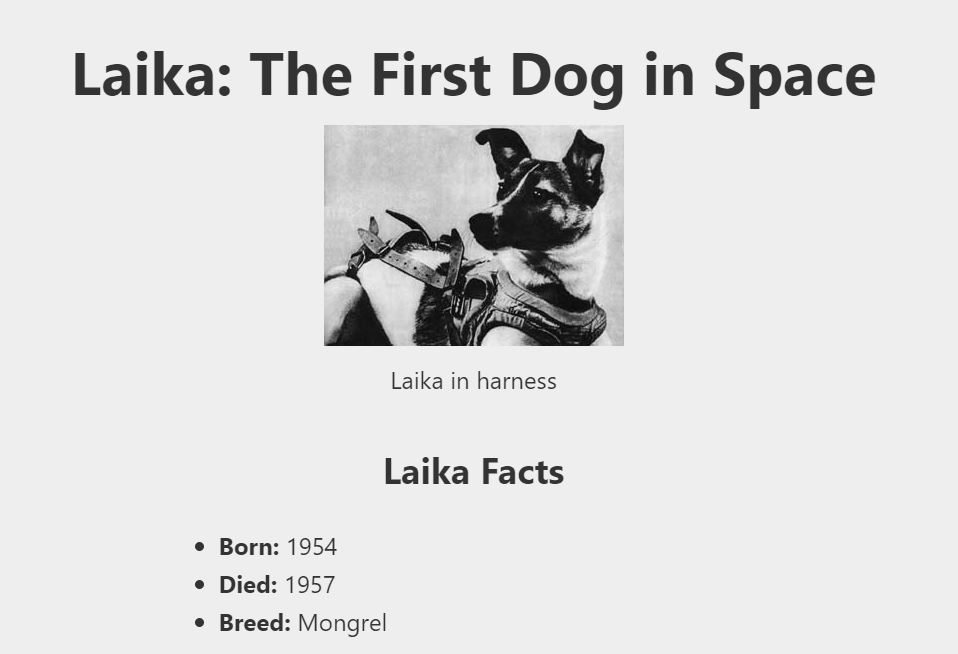 Laika: The First Dog in Space
Laika in harness
Laika Facts
Born: 1954
Died: 1957
Breed: Mongrel